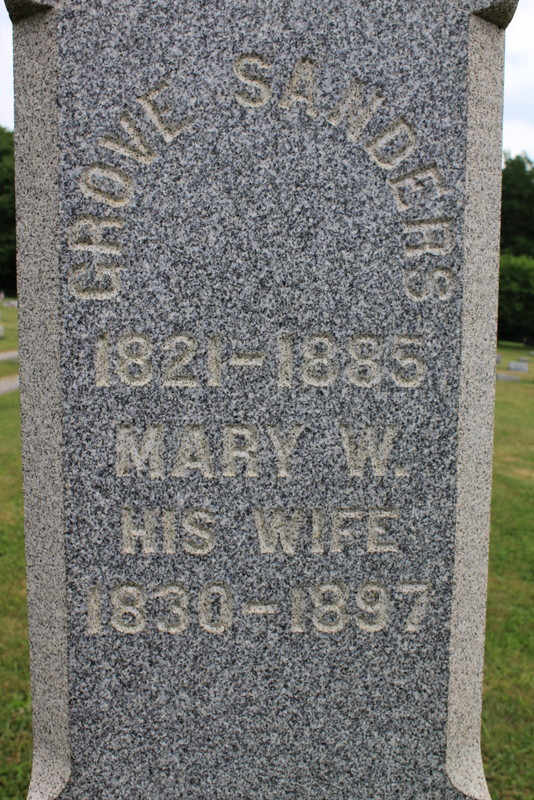 GROVE SANDERS
1821-1885
MARY W.
HIS WIFE
1830-1897